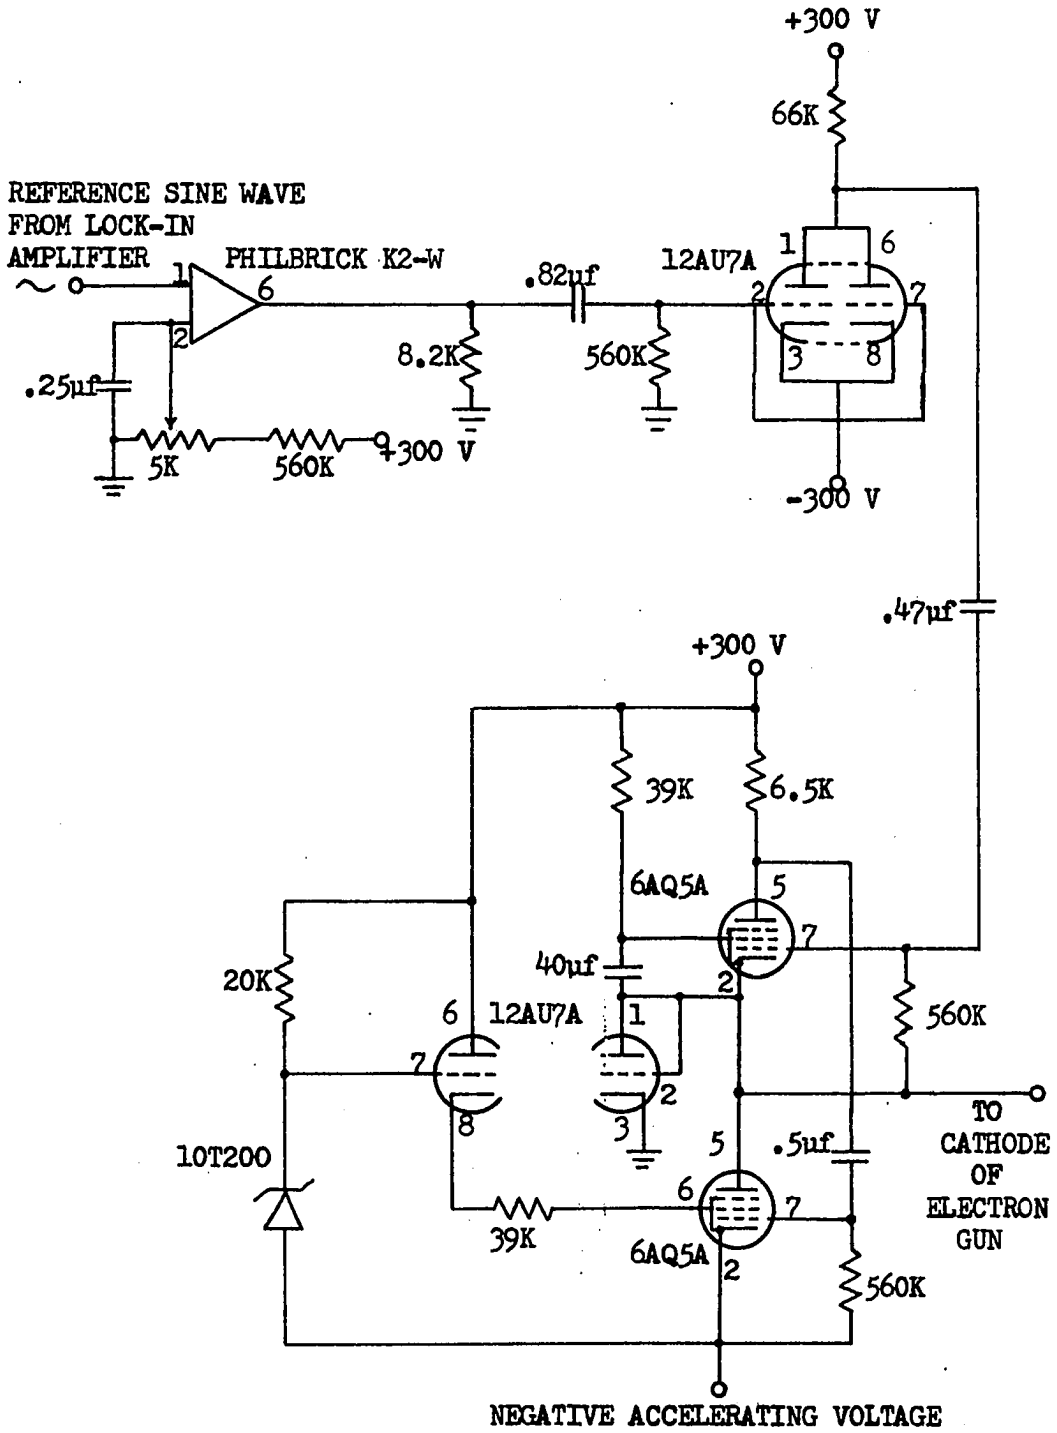 +300 V
66K
REFERENCE SINE WAVE
FROM LOCK-IN
AMPLIFIER
1
PHILBRICK K2-W
6
2
.82µf
12AU7A
1
6
2
7
3
8
8.2K
560K
.25µf
5K
560K
+300 V
-300 V
.47µf
+300 V
39K
6.5K
6AQ5A
5
7
2
40µf
20K
6
12AU7A
1
560K
7
2
8
3
TO
CATHODE
OF
ELECTRON
GUN
5
.5µf
10T200
6
7
39K
6AQ5A
2
560K
NEGATIVE ACCELERATING VOLTAGE